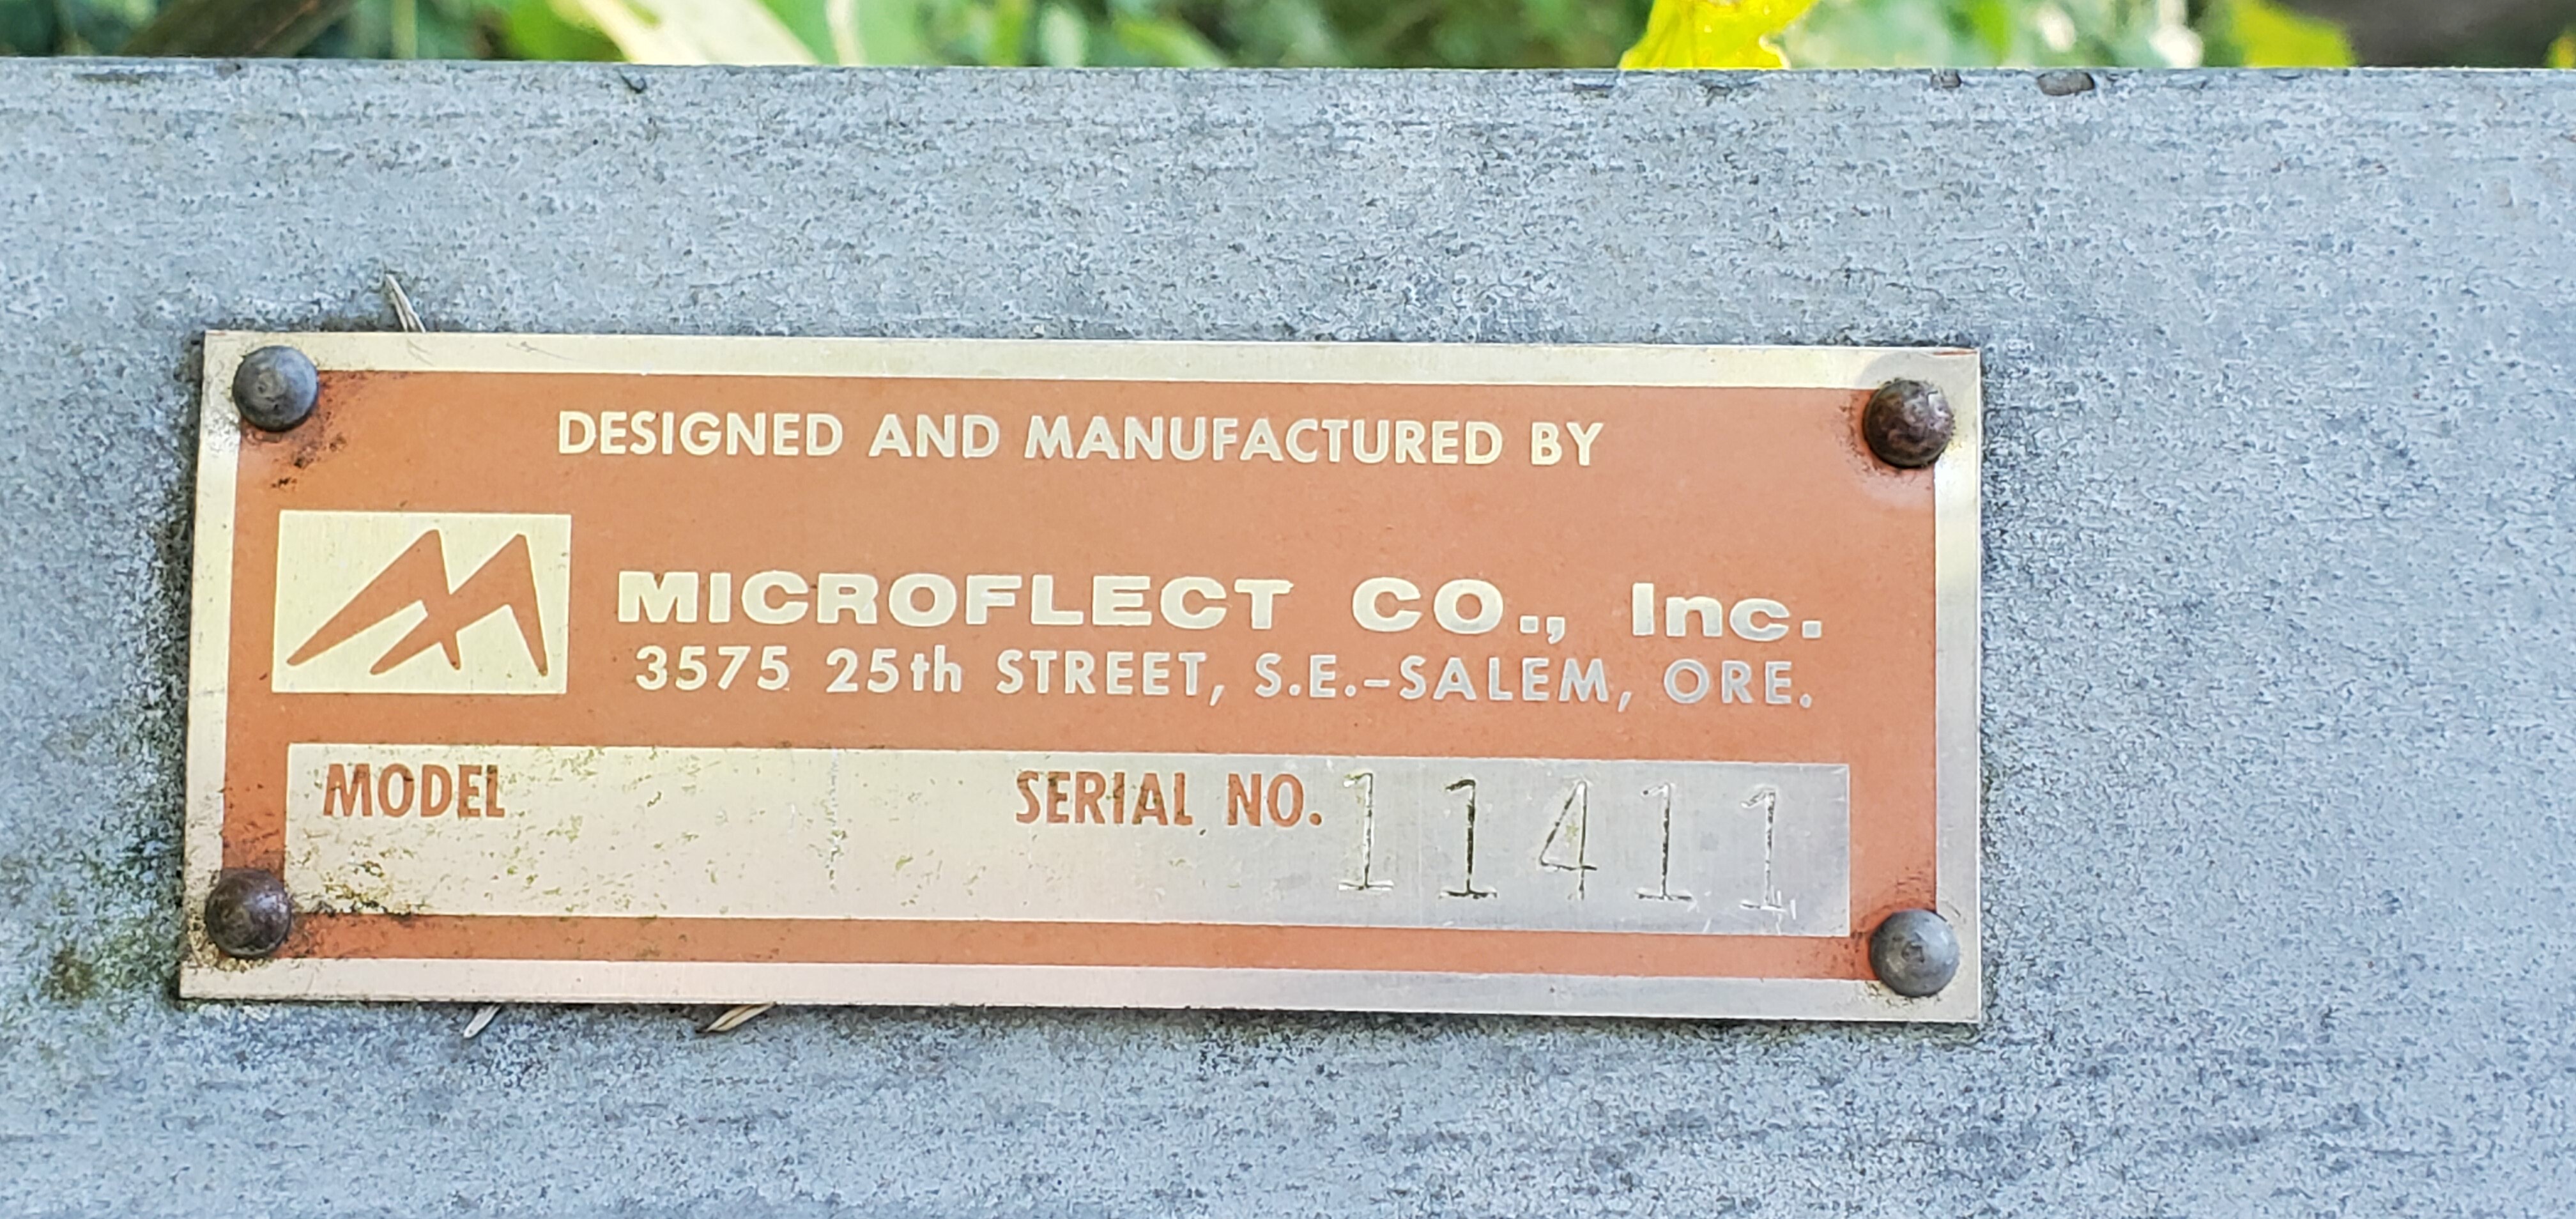 DESIGNED AND MANUFACTURED BY
MICROFLECT CO., Inc.
3575 25th STREET, S.E.-SALEM, ORE.
MODEL SERIAL NO. 11411